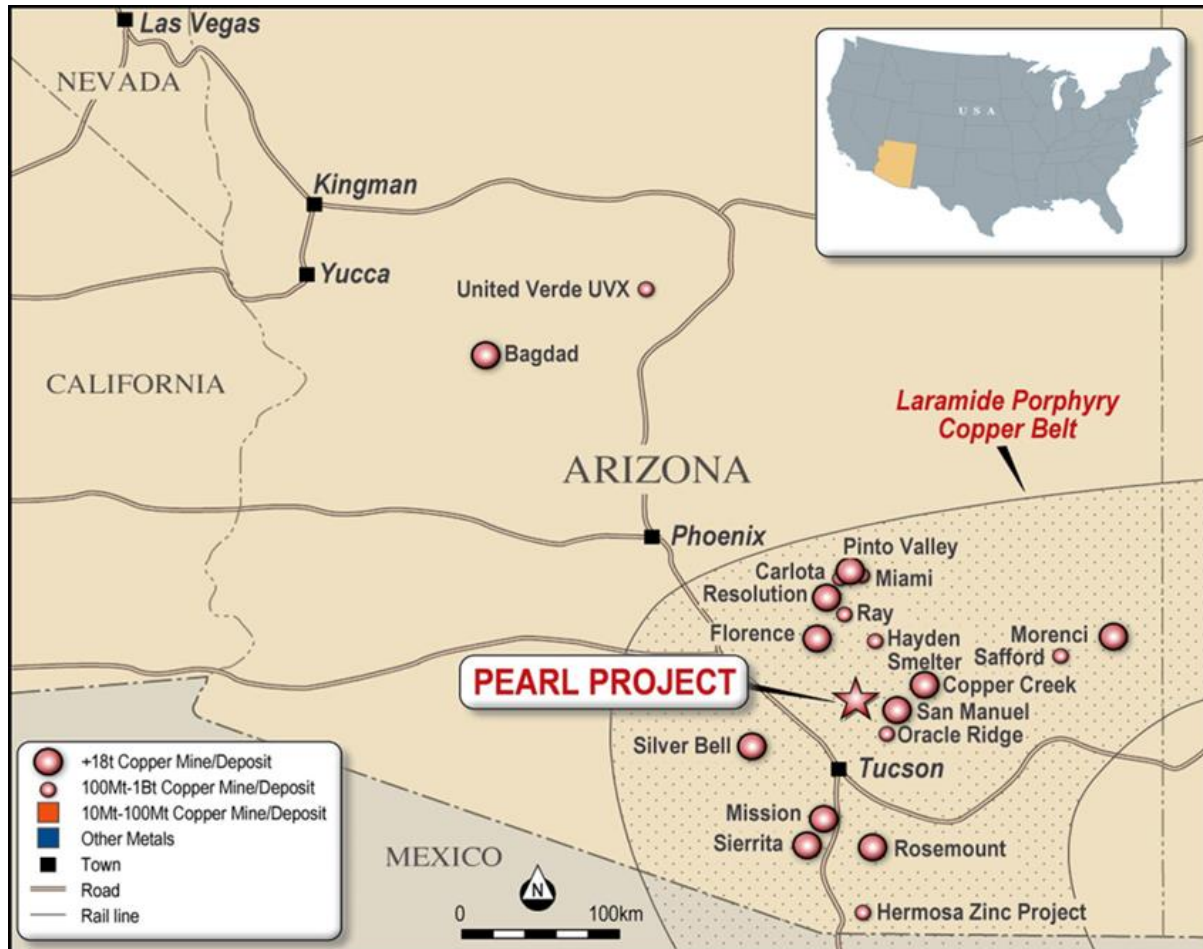 Las Vegas
NEVADA
USA
Kingman
Yucca
United Verde UVX
Bagdad
CALIFORNIA
Laramide Porphyry
Copper Belt
ARIZONA
Phoenix
Pinto Valley
Carlota
Miami
Resolution
Ray
Florence
Hayden
Smelter
Morenci
Safford
PEARL PROJECT
Copper Creek
San Manuel
Oracle Ridge
Silver Bell
Tucson
Mission
Sierrita
Rosemount
MEXICO
Hermosa Zinc Project
+18t Copper Mine/Deposit
100Mt-1Bt Copper Mine/Deposit
10Mt-100Mt Copper Mine/Deposit
Other Metals
Town
Road
Rail line
N
0 100km